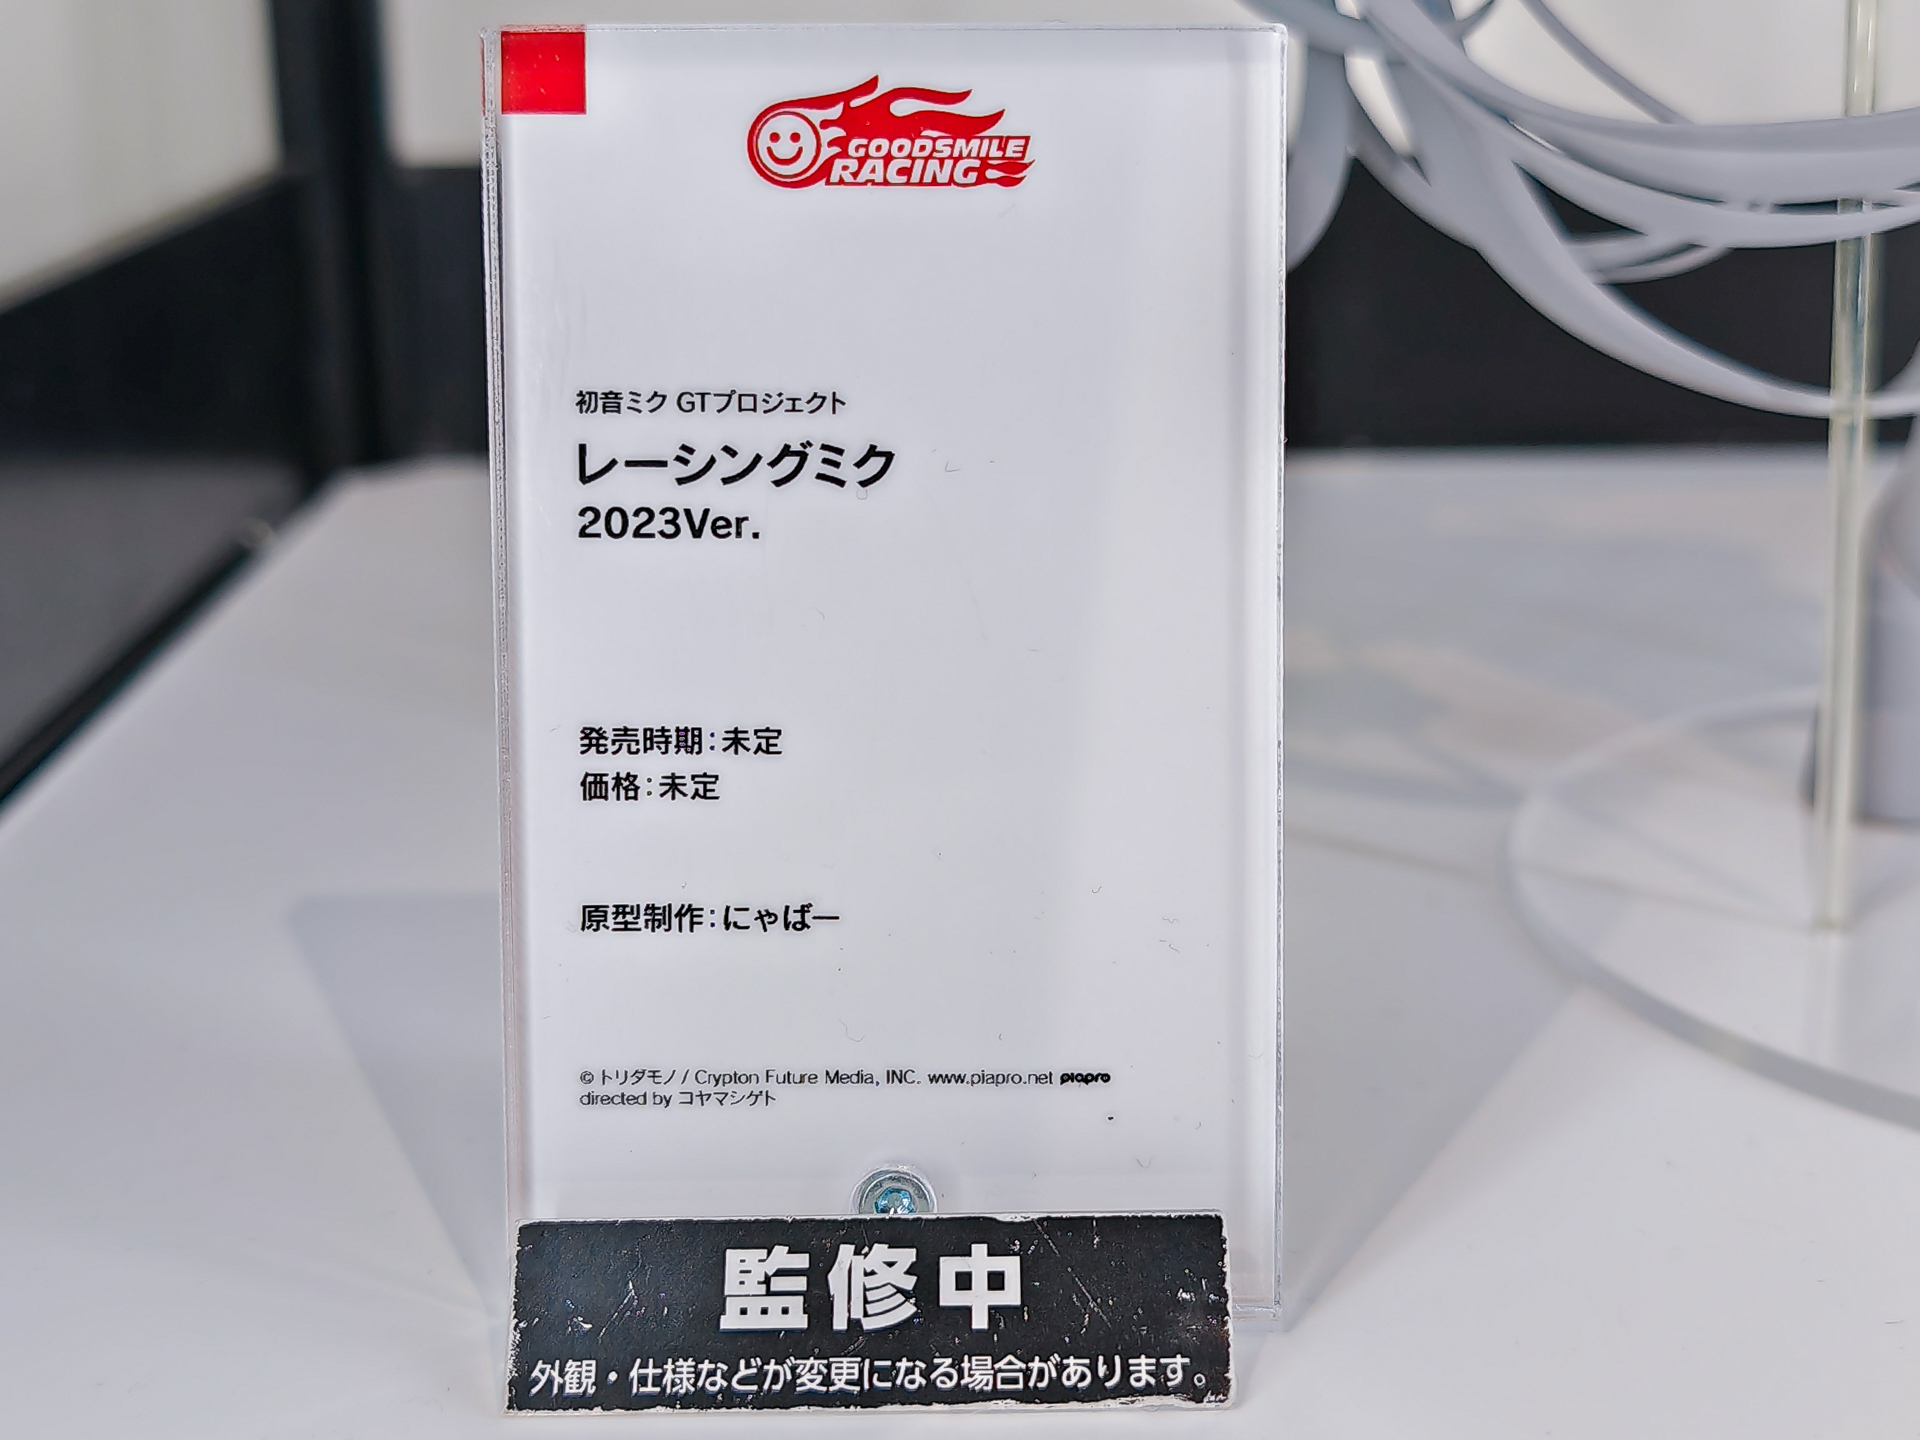 GOODSMILE
RACING
初音ミク GTプロジェクト
レーシングミク
2023Ver.
発売時期：未定
価格：未定
原型制作：にゃばー
© トリダモノ / Crypton Future Media, INC. www.piapro.net piapro
directed by コヤマシゲト
監修中
外観・仕様などが変更になる場合があります。